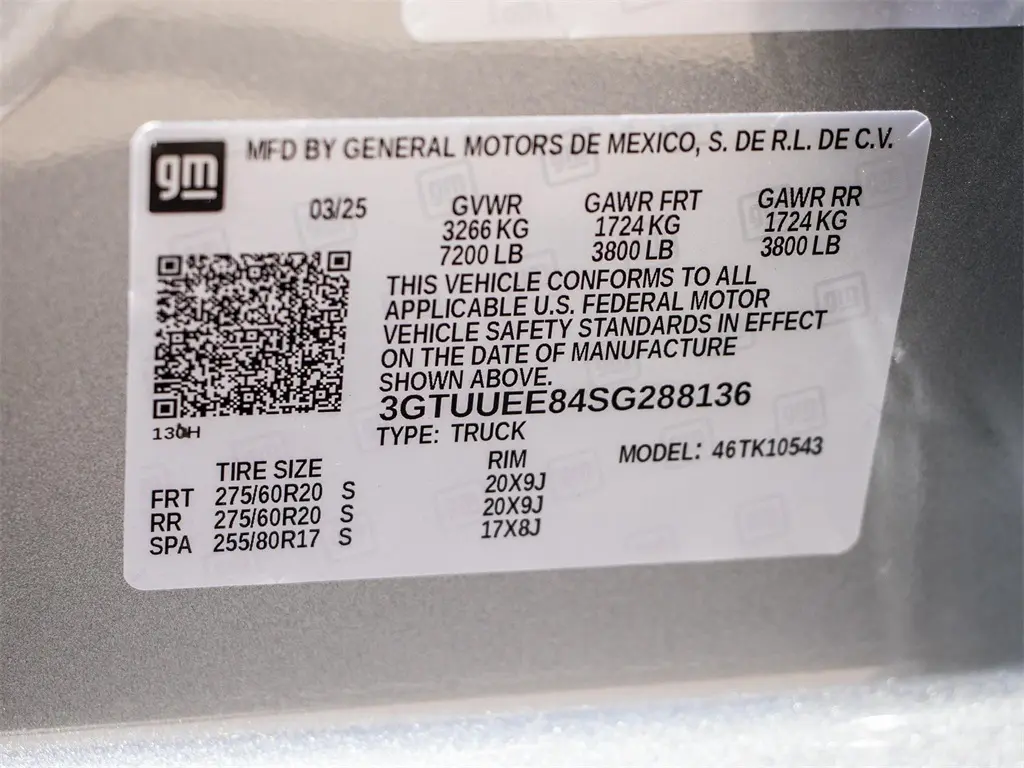 gm
MFD BY GENERAL MOTORS DE MEXICO, S. DE R.L. DE C.V.
03/25 GVWR GAWR FRT GAWR RR
3266 KG 1724 KG 1724 KG
7200 LB 3800 LB 3800 LB
THIS VEHICLE CONFORMS TO ALL
APPLICABLE U.S. FEDERAL MOTOR
VEHICLE SAFETY STANDARDS IN EFFECT
ON THE DATE OF MANUFACTURE
SHOWN ABOVE.
3GTUUEE84SG288136
130H
TYPE: TRUCK
MODEL: 46TK10543
TIRE SIZE RIM
FRT 275/60R20 S 20X9J
RR 275/60R20 S 20X9J
SPA 255/80R17 S 17X8J